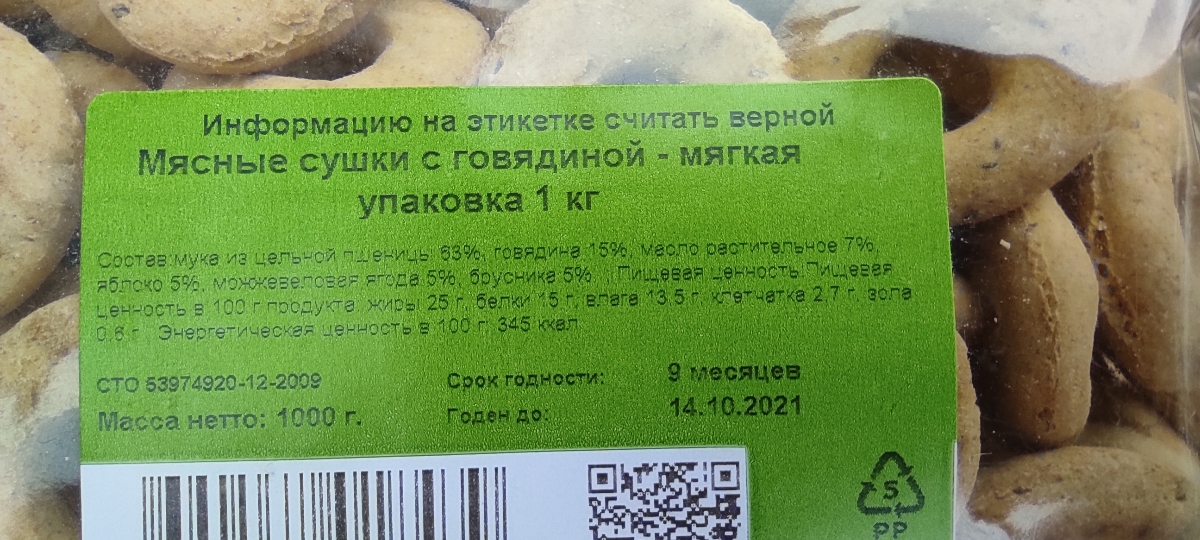 Информацию на этикетке считать верной
Мясные сушки с говядиной - мягкая
упаковка 1 кг
Состав:мука из цельной пшеницы 63%, говядина 15%, масло растительное 7%,
яблоко 5%, можжевеловая ягода 5%, брусника 5% . Пищевая ценность:Пищевая
ценность в 100 г продукта: жиры 25 г, белки 15 г, влага 13,5 г, клетчатка 2,7 г, зола
0,6 г . Энергетическая ценность в 100 г: 345 ккал
СТО 53974920-12-2009 Срок годности: 9 месяцев
Масса нетто: 1000 г. Годен до: 14.10.2021
5
PP